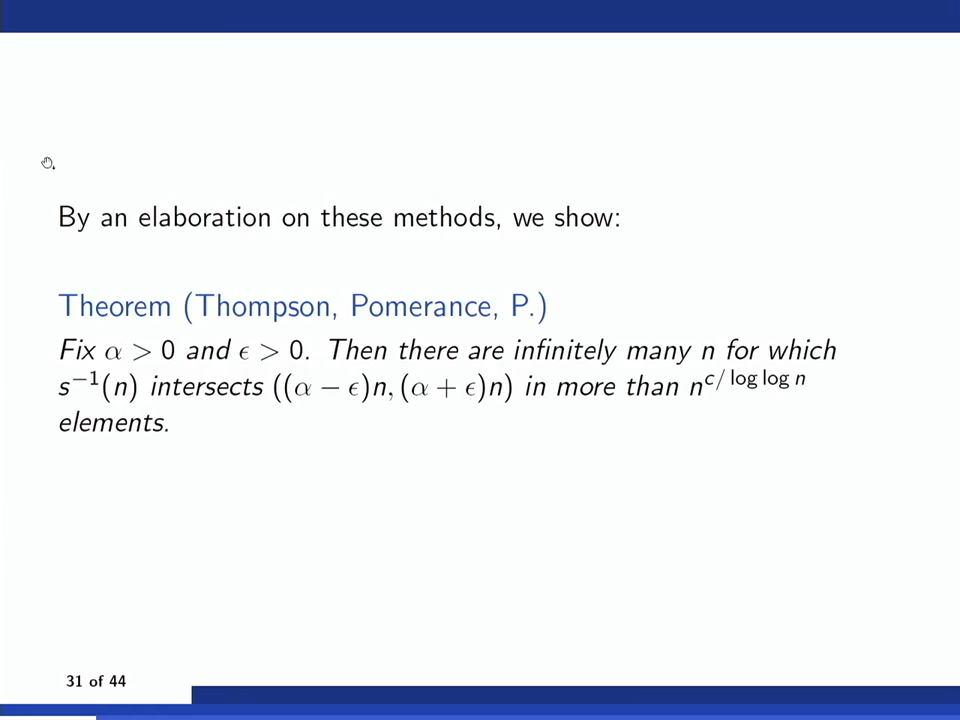 By an elaboration on these methods, we show:
Theorem (Thompson, Pomerance, P.)
Fix α > 0 and ϵ > 0. Then there are infinitely many n for which
s⁻¹(n) intersects ((α − ϵ)n, (α + ϵ)n) in more than n^{c/ log log n}
elements.
31 of 44